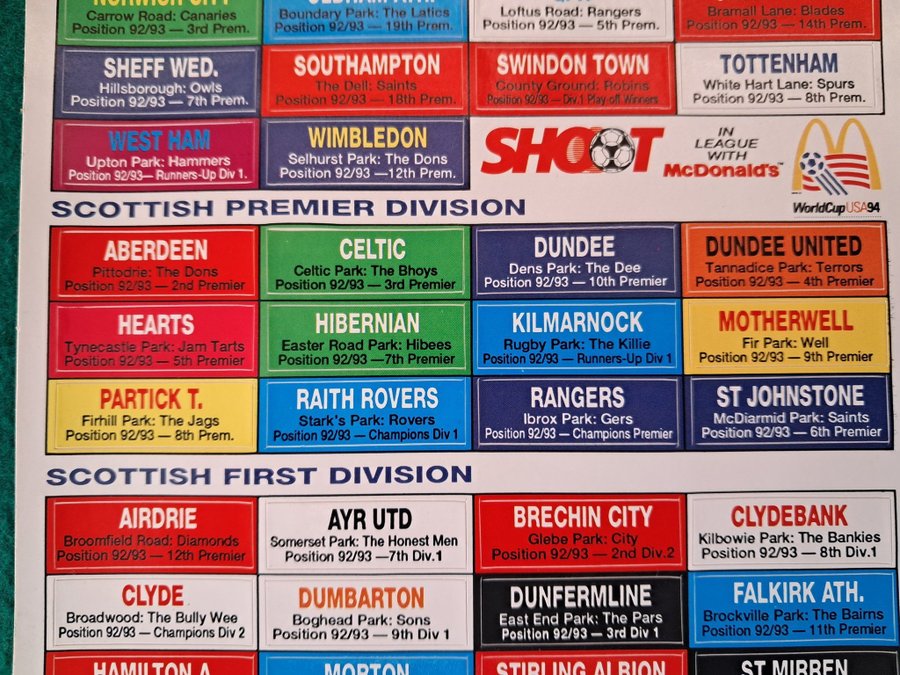 NORWICH CITY
Carrow Road: Canaries
Position 92/93 — 3rd Prem.
OLDHAM ATH.
Boundary Park: The Latics
Position 92/93 — 19th Prem.
Loftus Road: Rangers
Position 92/93 — 5th Prem.
Bramall Lane: Blades
Position 92/93 — 14th Prem.
SHEFF WED.
Hillsborough: Owls
Position 92/93 — 7th Prem.
SOUTHAMPTON
The Dell: Saints
Position 92/93 — 18th Prem.
SWINDON TOWN
County Ground: Robins
Position 92/93 — Div.1 Play off Winners
TOTTENHAM
White Hart Lane: Spurs
Position 92/93 — 8th Prem.
WEST HAM
Upton Park: Hammers
Position 92/93— Runners-Up Div 1.
WIMBLEDON
Selhurst Park: The Dons
Position 92/93 —12th Prem.
SHOOT
IN
LEAGUE
WITH
McDonald's™
WorldCupUSA94
SCOTTISH PREMIER DIVISION
ABERDEEN
Pittodrie: The Dons
Position 92/93 — 2nd Premier
CELTIC
Celtic Park: The Bhoys
Position 92/93 — 3rd Premier
DUNDEE
Dens Park: The Dee
Position 92/93 — 10th Premier
DUNDEE UNITED
Tannadice Park: Terrors
Position 92/93 — 4th Premier
HEARTS
Tynecastle Park: Jam Tarts
Position 92/93 — 5th Premier
HIBERNIAN
Easter Road Park: Hibees
Position 92/93 —7th Premier
KILMARNOCK
Rugby Park: The Killie
Position 92/93 — Runners-Up Div 1
MOTHERWELL
Fir Park: Well
Position 92/93 — 9th Premier
PARTICK T.
Firhill Park: The Jags
Position 92/93 — 8th Prem.
RAITH ROVERS
Stark's Park: Rovers
Position 92/93 — Champions Div 1
RANGERS
Ibrox Park: Gers
Position 92/93 — Champions Premier
ST JOHNSTONE
McDiarmid Park: Saints
Position 92/93 — 6th Premier
SCOTTISH FIRST DIVISION
AIRDRIE
Broomfield Road: Diamonds
Position 92/93 — 12th Premier
AYR UTD
Somerset Park: The Honest Men
Position 92/93 —7th Div.1
BRECHIN CITY
Glebe Park: City
Position 92/93 — 2nd Div.2
CLYDEBANK
Kilbowie Park: The Bankies
Position 92/93 — 8th Div.1
CLYDE
Broadwood: The Bully Wee
Position 92/93 — Champions Div 2
DUMBARTON
Boghead Park: Sons
Position 92/93 — 9th Div 1
DUNFERMLINE
East End Park: The Pars
Position 92/93 — 3rd Div 1
FALKIRK ATH.
Brockville Park: The Bairns
Position 92/93 — 11th Premier
HAMILTON A.
MORTON
STIRLING ALBION
ST MIRREN